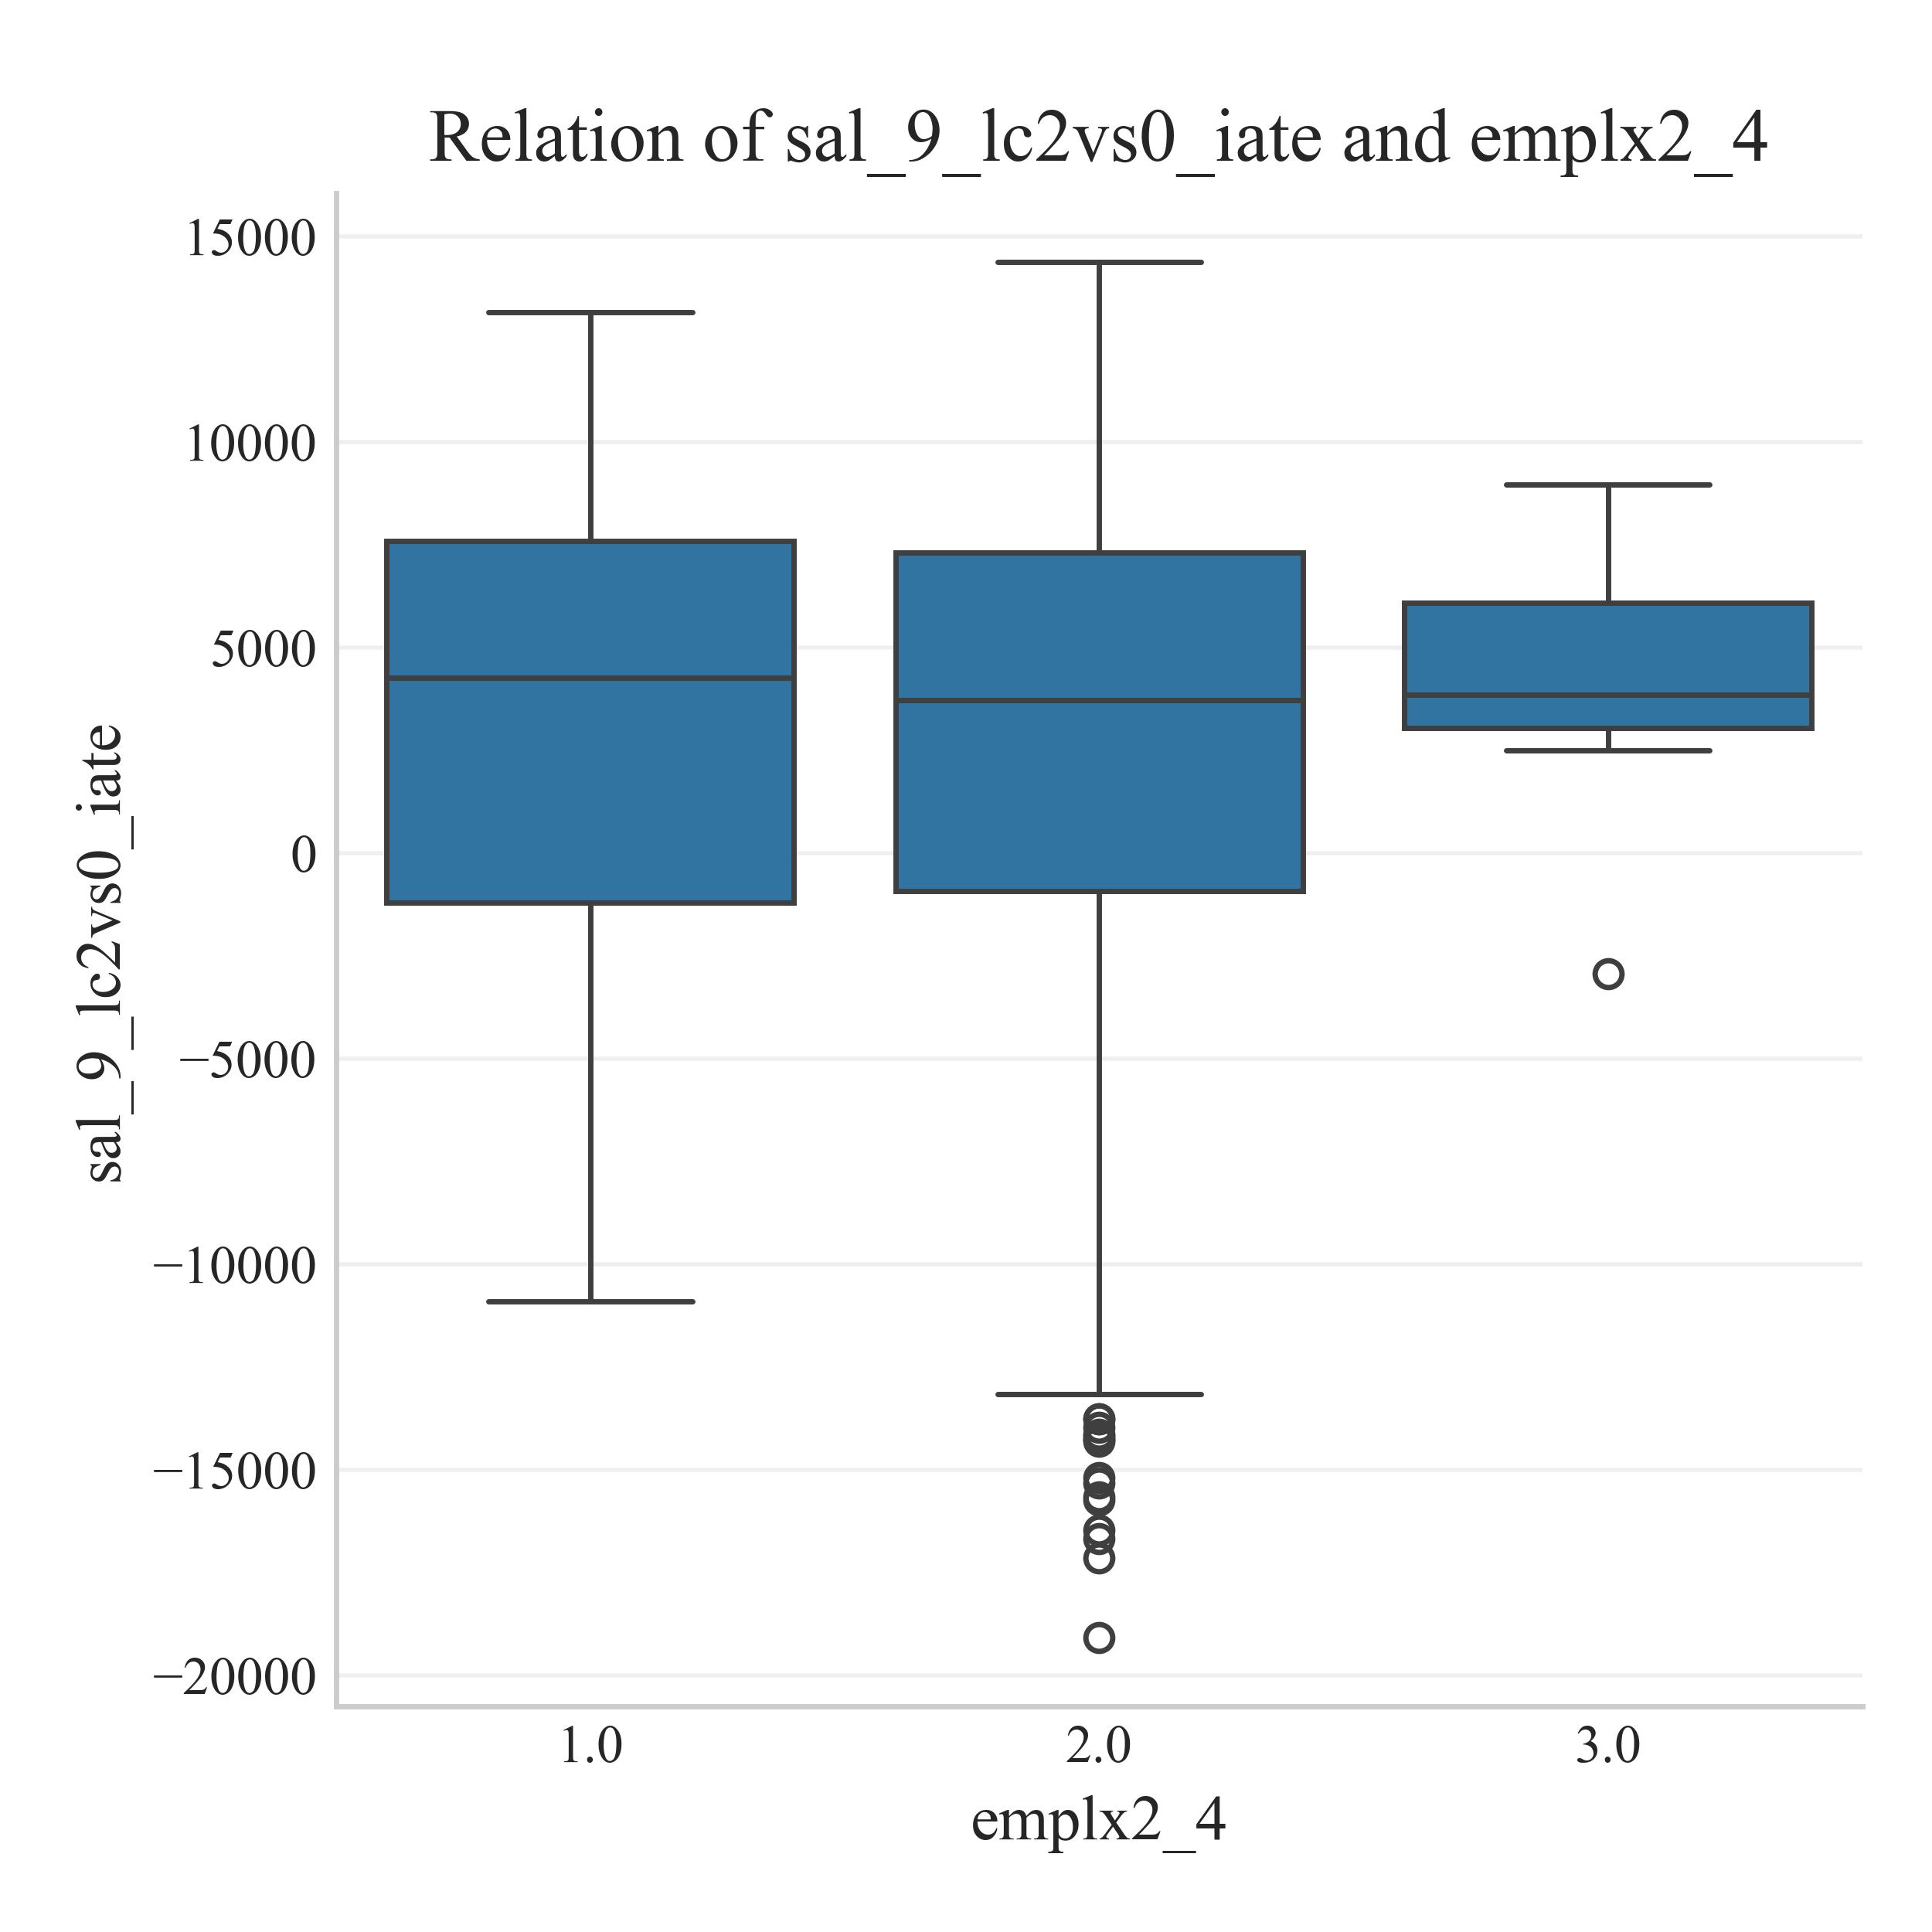 Relation of sal_9_lc2vs0_iate and emplx2_4
15000
10000
5000
0
−5000
−10000
−15000
−20000
sal_9_lc2vs0_iate
1.0 2.0 3.0
emplx2_4